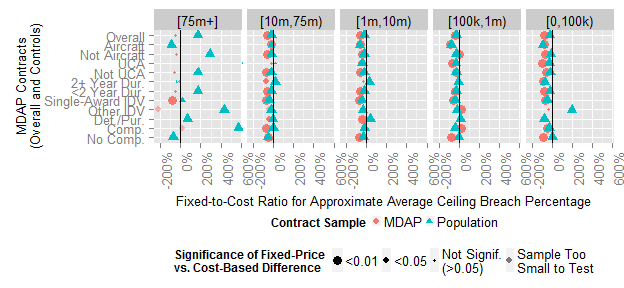 [75m+] [10m,75m) [1m,10m) [100k,1m) [0,100k)
MDAP Contracts
(Overall and Controls)
Overall
Aircraft
Not Aircraft
UCA
Not UCA
2+ Year Dur.
<2 Year Dur.
Single-Award IDV
Other IDV
Def./Pur.
Comp.
No Comp.
-200% 0% 200% 400% 600% -200% 0% 200% 400% 600% -200% 0% 200% 400% 600% -200% 0% 200% 400% 600% -200% 0% 200% 400% 600%
Fixed-to-Cost Ratio for Approximate Average Ceiling Breach Percentage
Contract Sample MDAP Population
Significance of Fixed-Price
vs. Cost-Based Difference
<0.01 <0.05 Not Signif.
(>0.05)
Sample Too
Small to Test